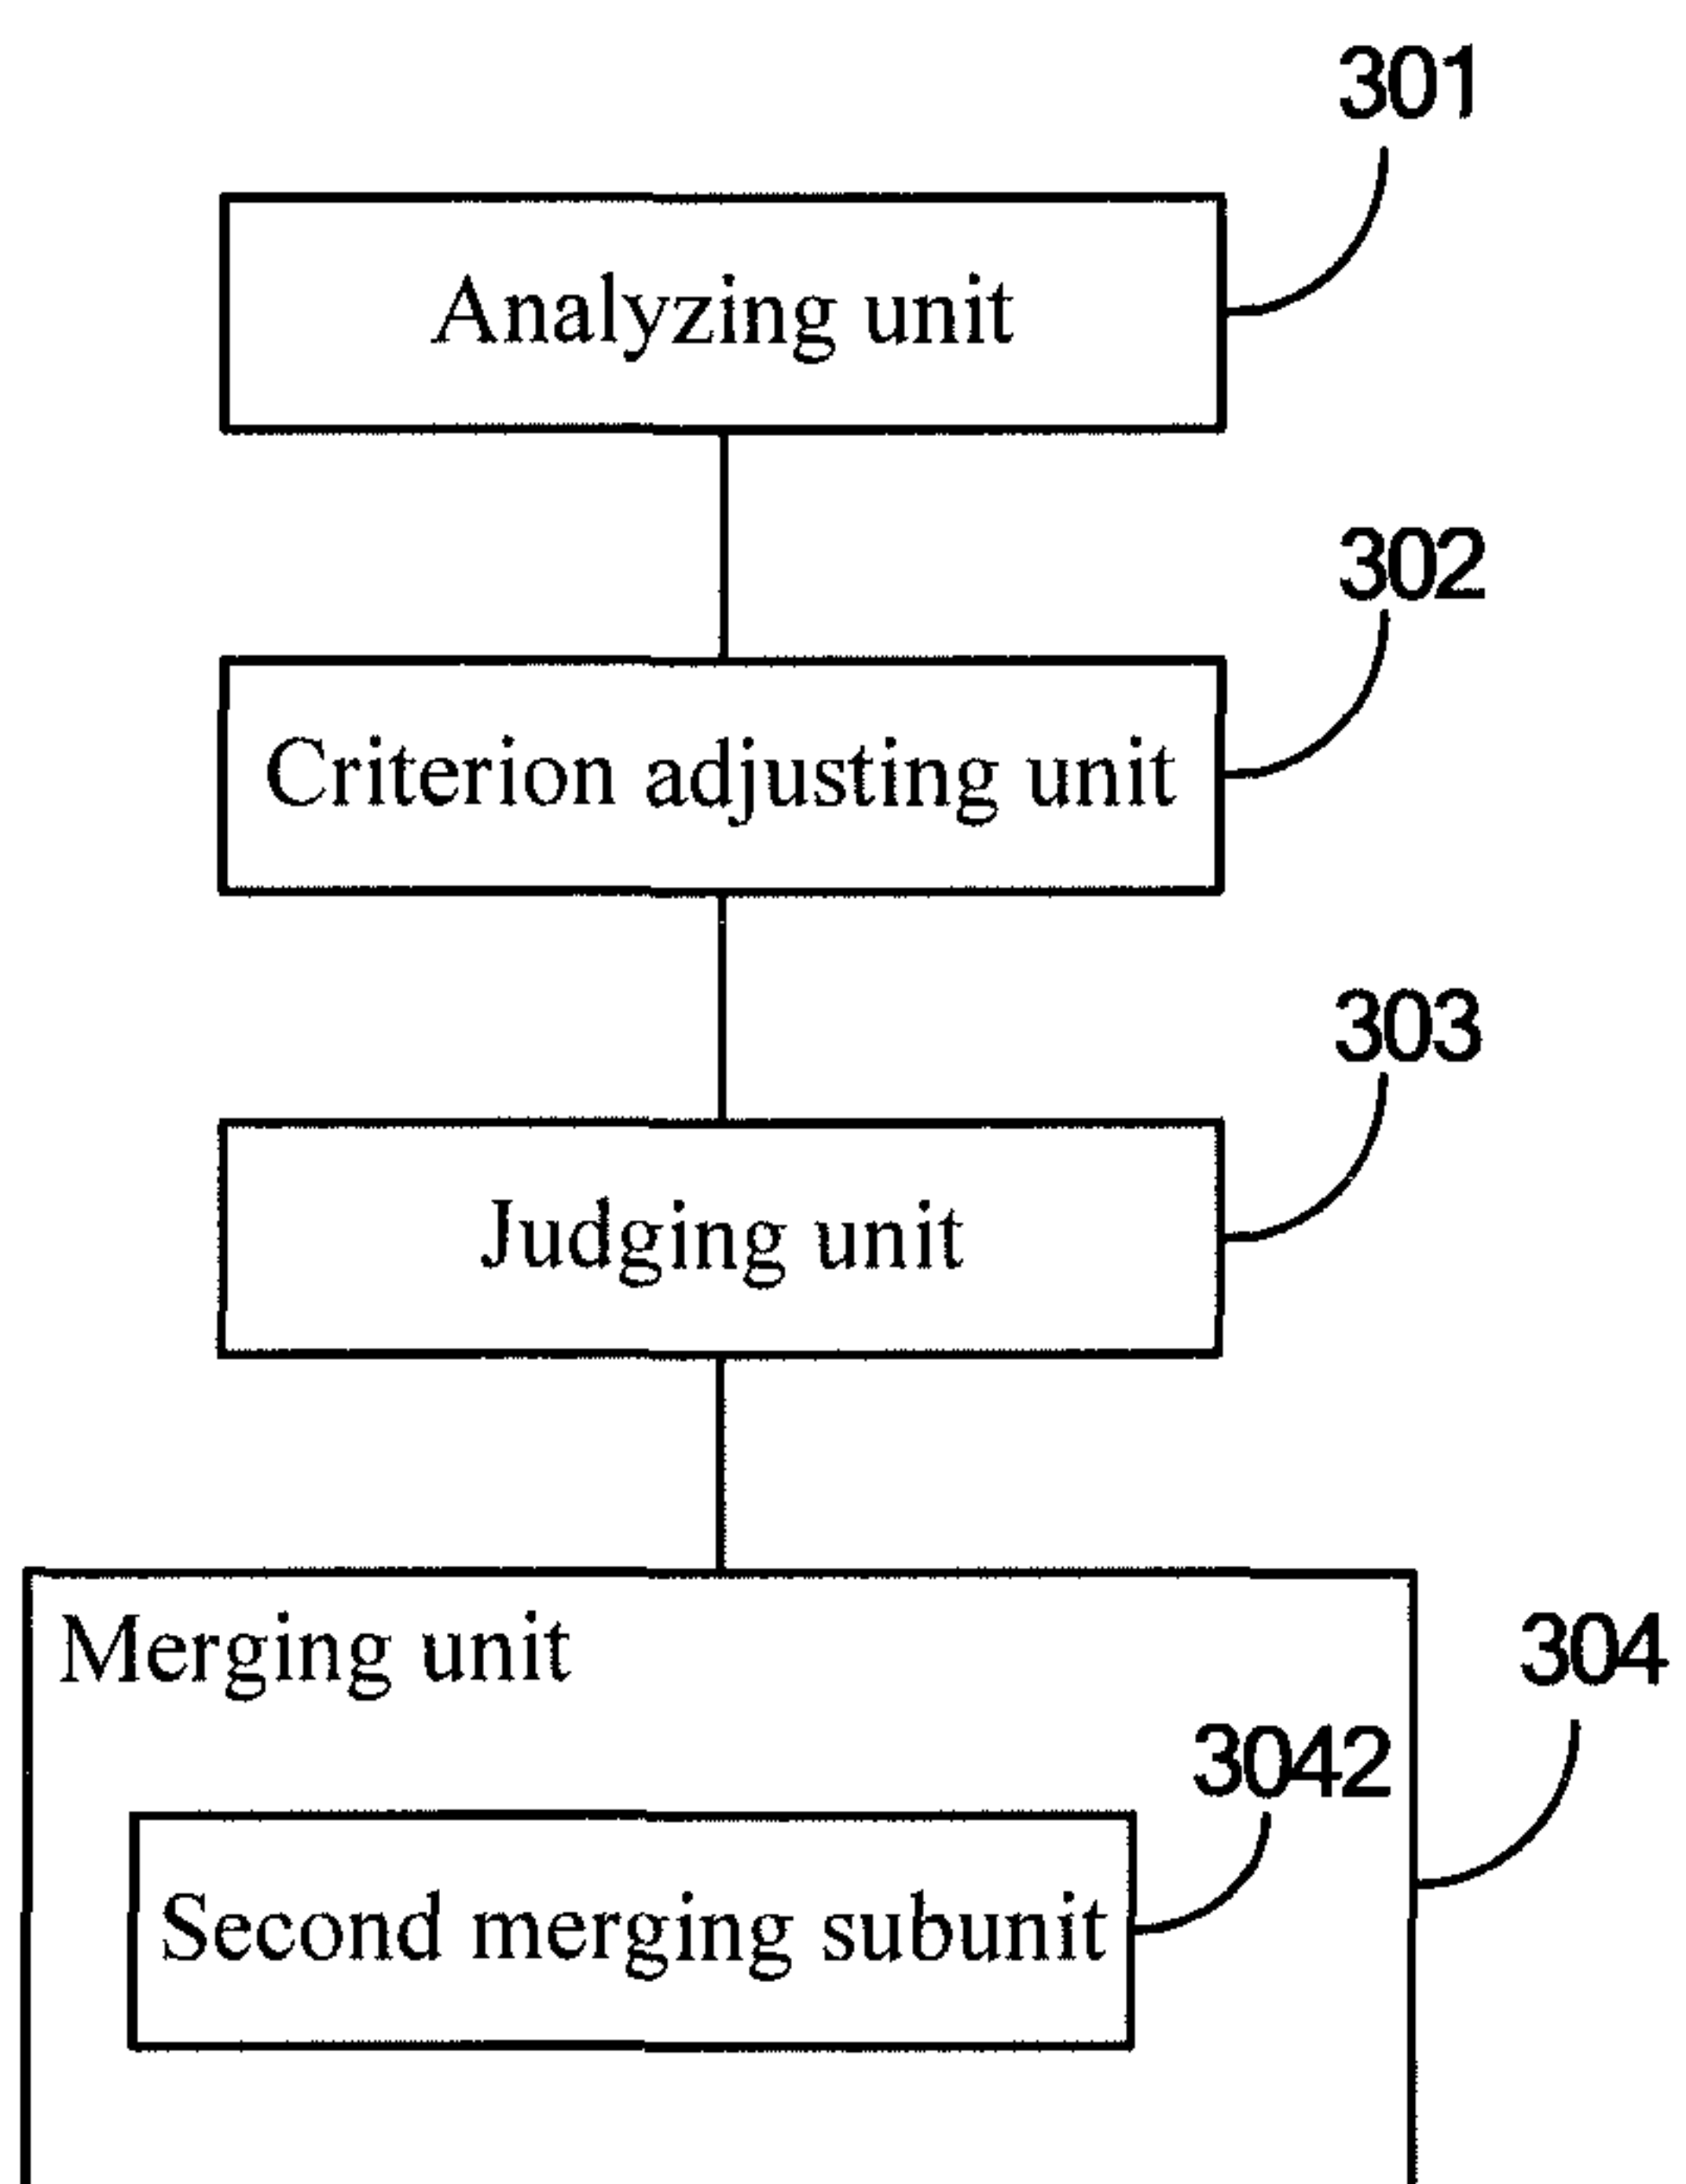 301
Analyzing unit
302
Criterion adjusting unit
303
Judging unit
Merging unit
304
3042
Second merging subunit